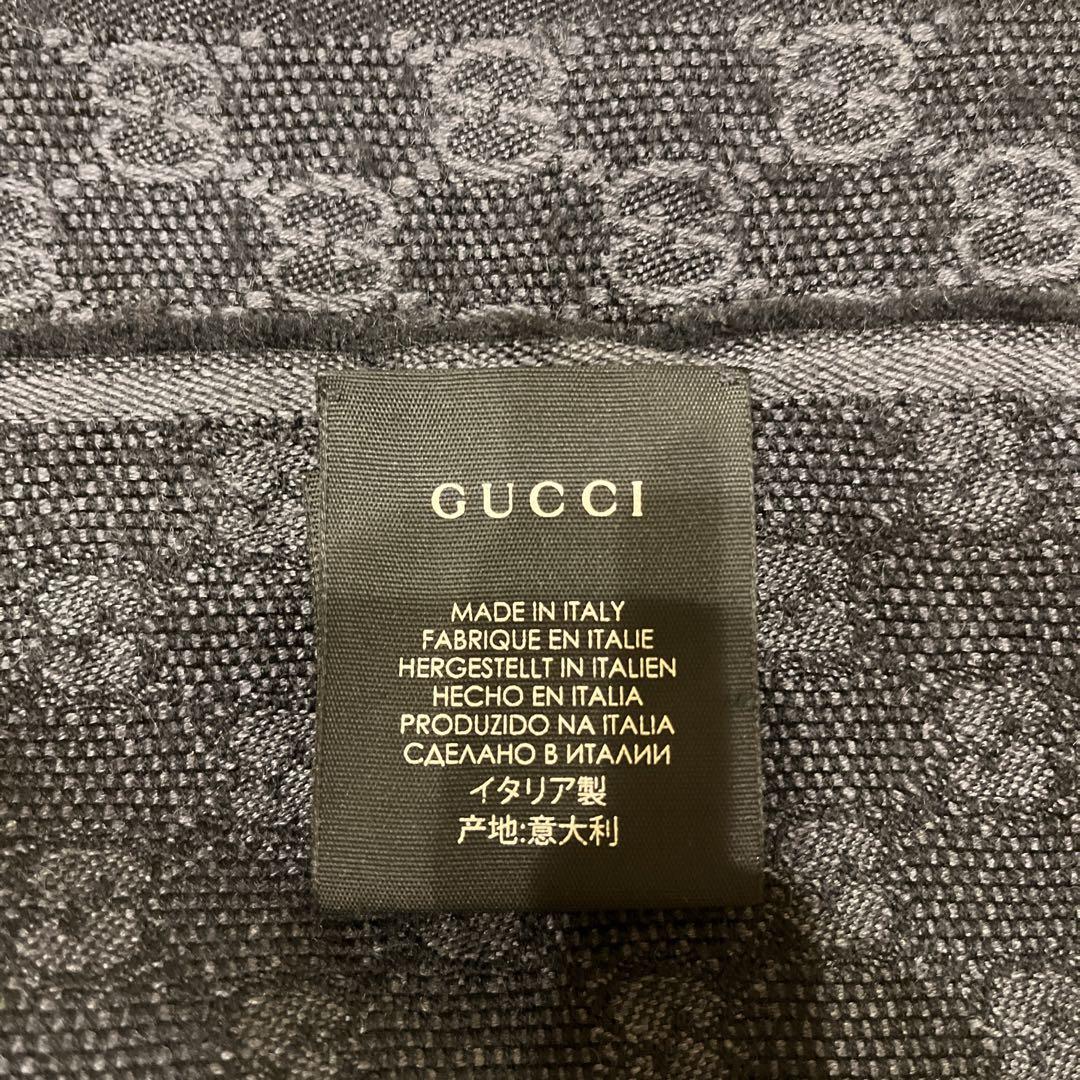 GUCCI
MADE IN ITALY
FABRIQUE EN ITALIE
HERGESTELLT IN ITALIEN
HECHO EN ITALIA
PRODUZIDO NA ITALIA
СДЕЛАНО В ИТАЛИИ
イタリア製
产地:意大利